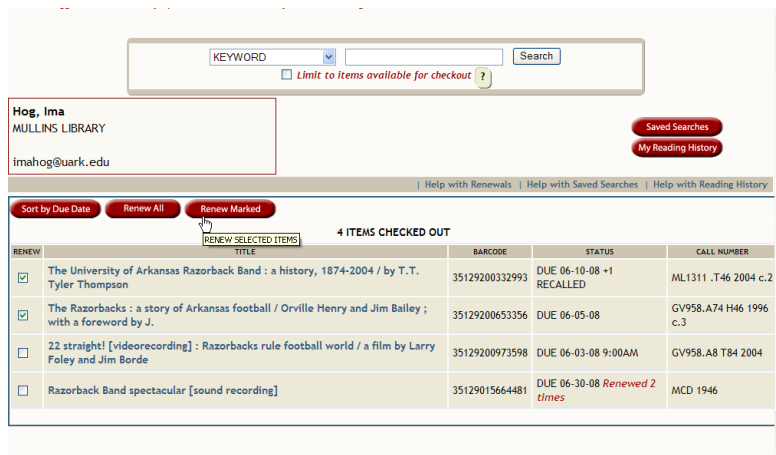 KEYWORD Search
Limit to items available for checkout ?
Hog, Ima
MULLINS LIBRARY
imahog@uark.edu
Saved Searches
My Reading History
| Help with Renewals | Help with Saved Searches | Help with Reading History
Sort by Due Date Renew All Renew Marked
RENEW SELECTED ITEMS
4 ITEMS CHECKED OUT
RENEW TITLE BARCODE STATUS CALL NUMBER
The University of Arkansas Razorback Band : a history, 1874-2004 / by T.T.
Tyler Thompson
35129200332993
DUE 06-10-08 +1
RECALLED
ML1311 .T46 2004 c.2
The Razorbacks : a story of Arkansas football / Orville Henry and Jim Bailey ;
with a foreword by J.
35129200653356
DUE 06-05-08
GV958.A74 H46 1996
c.3
22 straight! [videorecording] : Razorbacks rule football world / a film by Larry
Foley and Jim Borde
35129200973598
DUE 06-03-08 9:00AM
GV958.A8 T84 2004
Razorback Band spectacular [sound recording]
35129015664481
DUE 06-30-08 Renewed 2
times
MCD 1946